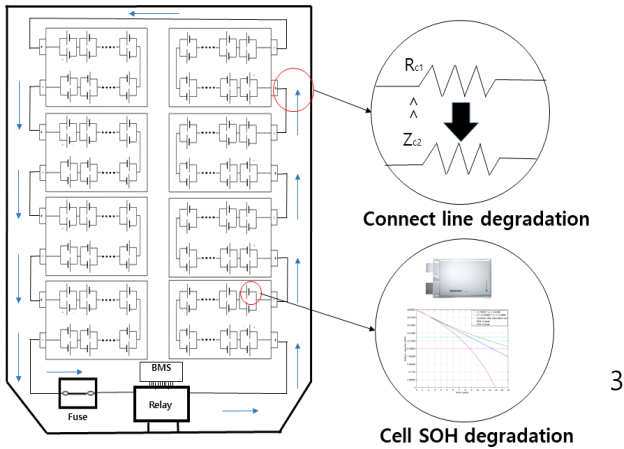 Rc1
^
^
Zc2
Connect line degradation
BMS
Relay
Fuse
Cell SOH degradation
3